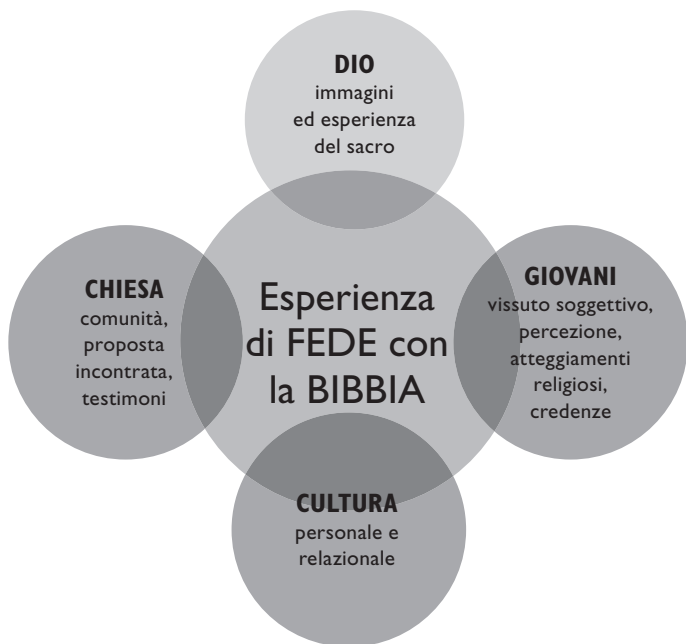 DIO
immagini
ed esperienza
del sacro
CHIESA
comunità,
proposta
incontrata,
testimoni
Esperienza
di FEDE con
la BIBBIA
GIOVANI
vissuto soggettivo,
percezione,
atteggiamenti
religiosi,
credenze
CULTURA
personale e
relazionale